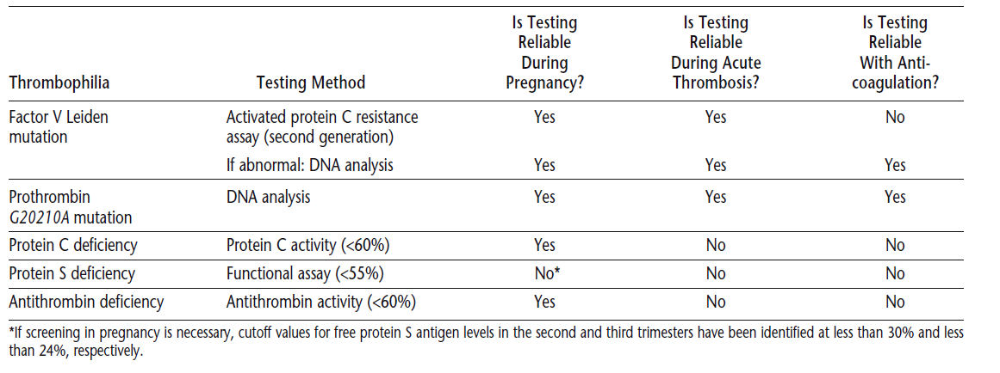 Is Testing Reliable During Pregnancy?
Is Testing Reliable During Acute Thrombosis?
Is Testing Reliable With Anti-coagulation?
Thrombophilia Testing Method
Factor V Leiden mutation Activated protein C resistance assay (second generation) Yes Yes No
If abnormal: DNA analysis Yes Yes Yes
Prothrombin G20210A mutation DNA analysis Yes Yes Yes
Protein C deficiency Protein C activity (<60%) Yes No No
Protein S deficiency Functional assay (<55%) No* No No
Antithrombin deficiency Antithrombin activity (<60%) Yes No No
*If screening in pregnancy is necessary, cutoff values for free protein S antigen levels in the second and third trimesters have been identified at less than 30% and less
than 24%, respectively.